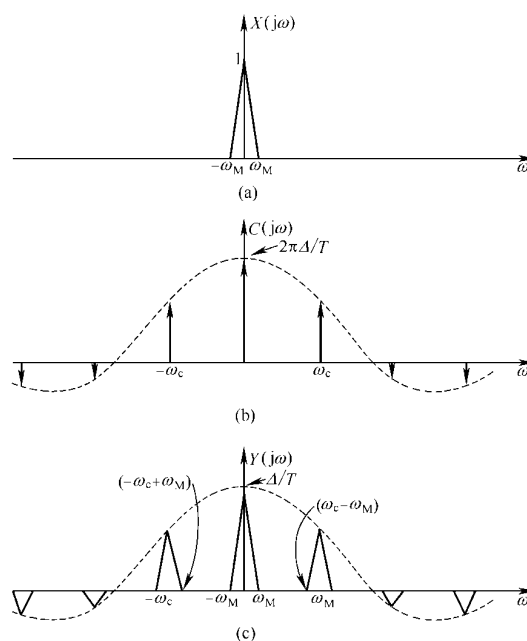 X(jω)
1
-ω_M ω_M ω
(a)
C(jω)
2πΔ/T
-ω_c ω_c ω
(b)
Y(jω)
(-ω_c+ω_M) Δ/T
(ω_c-ω_M)
-ω_c -ω_M ω_M ω_M ω
(c)